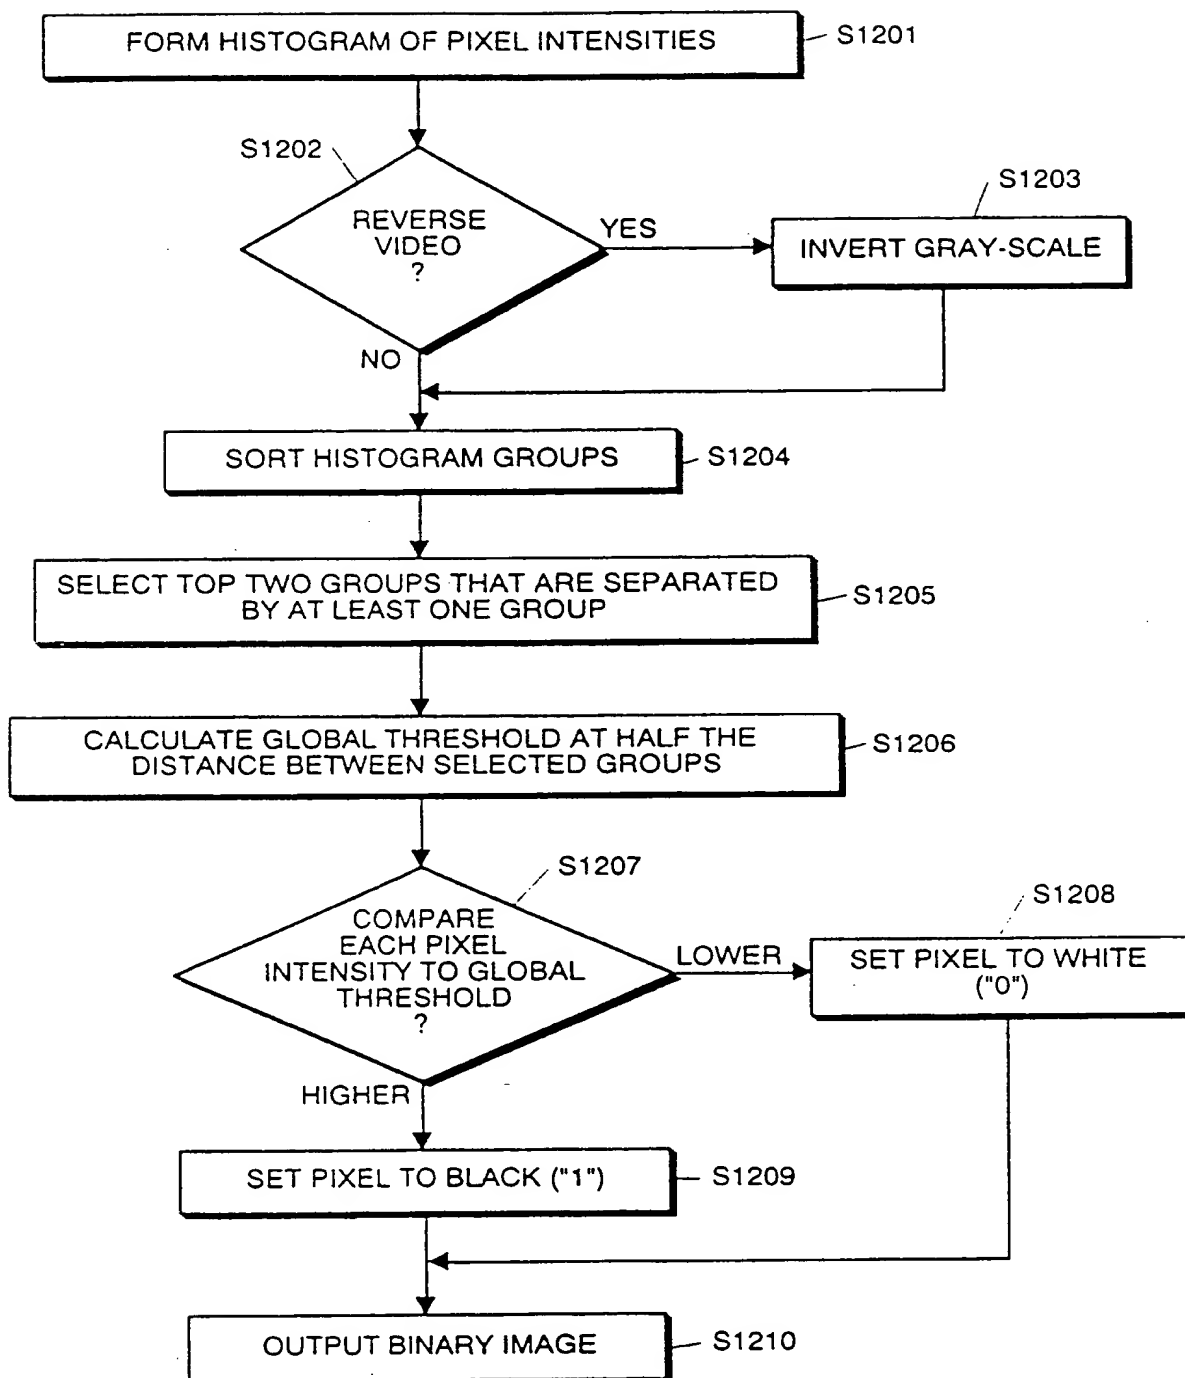 FORM HISTOGRAM OF PIXEL INTENSITIES
S1201
S1202
REVERSE
VIDEO
?
YES
S1203
INVERT GRAY-SCALE
NO
SORT HISTOGRAM GROUPS
S1204
SELECT TOP TWO GROUPS THAT ARE SEPARATED
BY AT LEAST ONE GROUP
S1205
CALCULATE GLOBAL THRESHOLD AT HALF THE
DISTANCE BETWEEN SELECTED GROUPS
S1206
S1207
COMPARE
EACH PIXEL
INTENSITY TO GLOBAL
THRESHOLD
?
LOWER
S1208
SET PIXEL TO WHITE
("0")
HIGHER
SET PIXEL TO BLACK ("1")
S1209
OUTPUT BINARY IMAGE
S1210